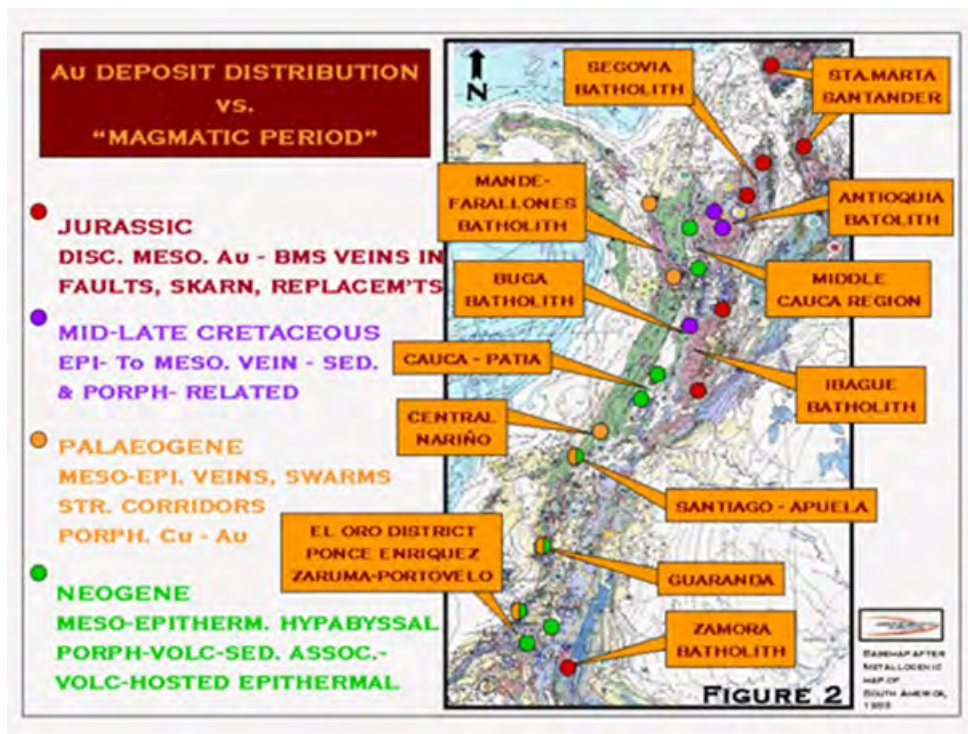 Au DEPOSIT DISTRIBUTION
vs.
"MAGMATIC PERIOD"
JURASSIC
DISC. MESO. Au - BMS VEINS IN
FAULTS, SKARN, REPLACEM'TS
MID-LATE CRETACEOUS
EPI- To MESO. VEIN - SED.
& PORPH- RELATED
PALAEOGENE
MESO-EPI. VEINS, SWARMS
STR. CORRIDORS
PORPH. Cu - Au
NEOGENE
MESO-EPITHERM. HYPABYSSAL
PORPH-VOLC-SED. ASSOC.-
VOLC-HOSTED EPITHERMAL
N
SEGOVIA
BATHOLITH
STA.MARTA
SANTANDER
MANDE-
FARALLONES
BATHOLITH
ANTIOQUIA
BATOLITH
BUGA
BATHOLITH
MIDDLE
CAUCA REGION
CAUCA - PATIA
IBAGUE
BATHOLITH
CENTRAL
NARIÑO
SANTIAGO - APUELA
EL ORO DISTRICT
PONCE ENRIQUEZ
ZARUMA-PORTOVELO
GUARANDA
ZAMORA
BATHOLITH
FIGURE 2
BASEMAP AFTER
METALLOGENIC
MAP OF
SOUTH AMERICA,